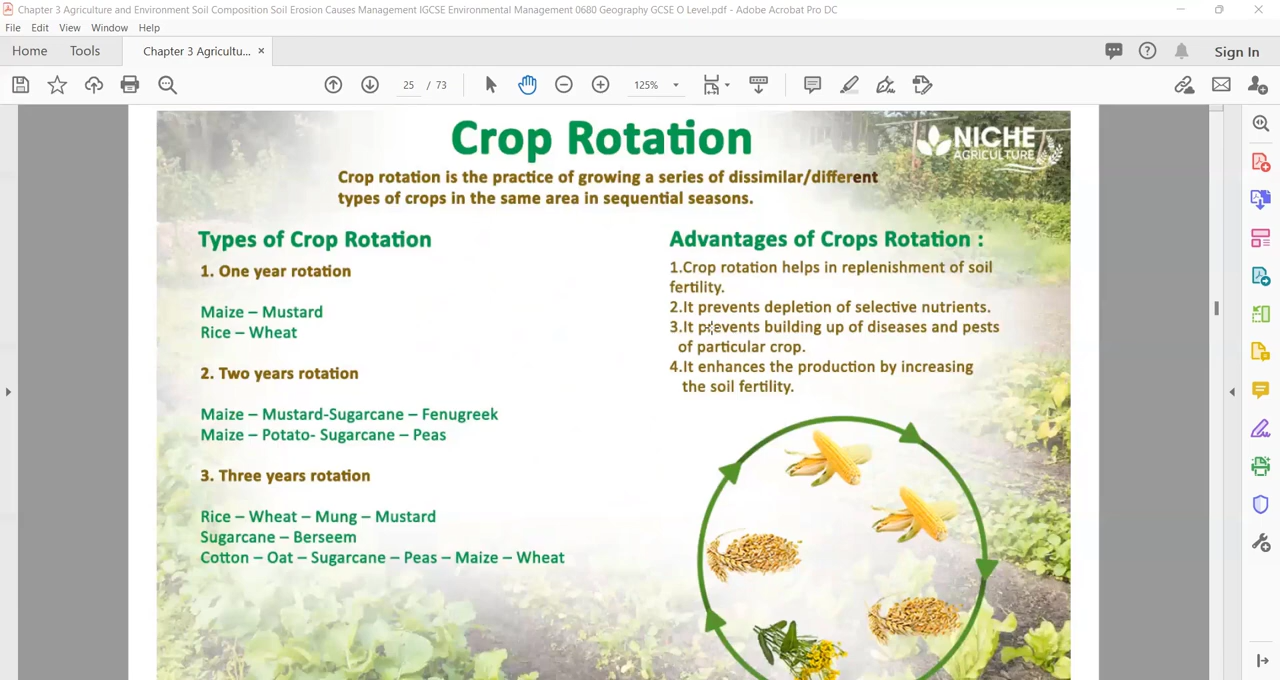 Chapter 3 Agriculture and Environment Soil Composition Soil Erosion Causes Management IGCSE Environmental Management 0680 Geography GCSE O Level.pdf - Adobe Acrobat Pro DC
File Edit View Window Help
Home Tools Chapter 3 Agricultu... × Sign In
25 / 73 125%
Crop Rotation
NICHE
AGRICULTURE
Crop rotation is the practice of growing a series of dissimilar/different
types of crops in the same area in sequential seasons.
Types of Crop Rotation
1. One year rotation
Maize – Mustard
Rice – Wheat
2. Two years rotation
Maize – Mustard-Sugarcane – Fenugreek
Maize – Potato- Sugarcane – Peas
3. Three years rotation
Rice – Wheat – Mung – Mustard
Sugarcane – Berseem
Cotton – Oat – Sugarcane – Peas – Maize – Wheat
Advantages of Crops Rotation :
1.Crop rotation helps in replenishment of soil
fertility.
2.It prevents depletion of selective nutrients.
3.It prevents building up of diseases and pests
of particular crop.
4.It enhances the production by increasing
the soil fertility.